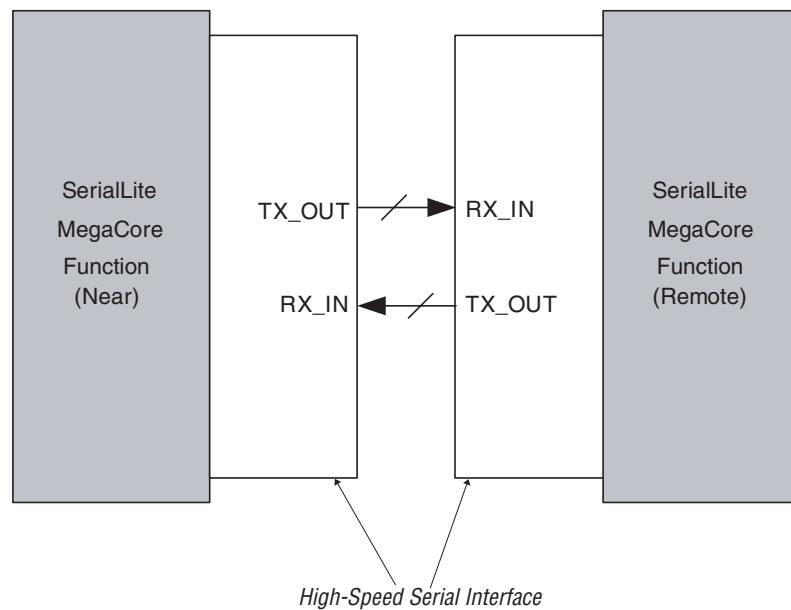 SerialLite
MegaCore
Function
(Near)
TX_OUT
RX_IN
RX_IN
TX_OUT
SerialLite
MegaCore
Function
(Remote)
High-Speed Serial Interface